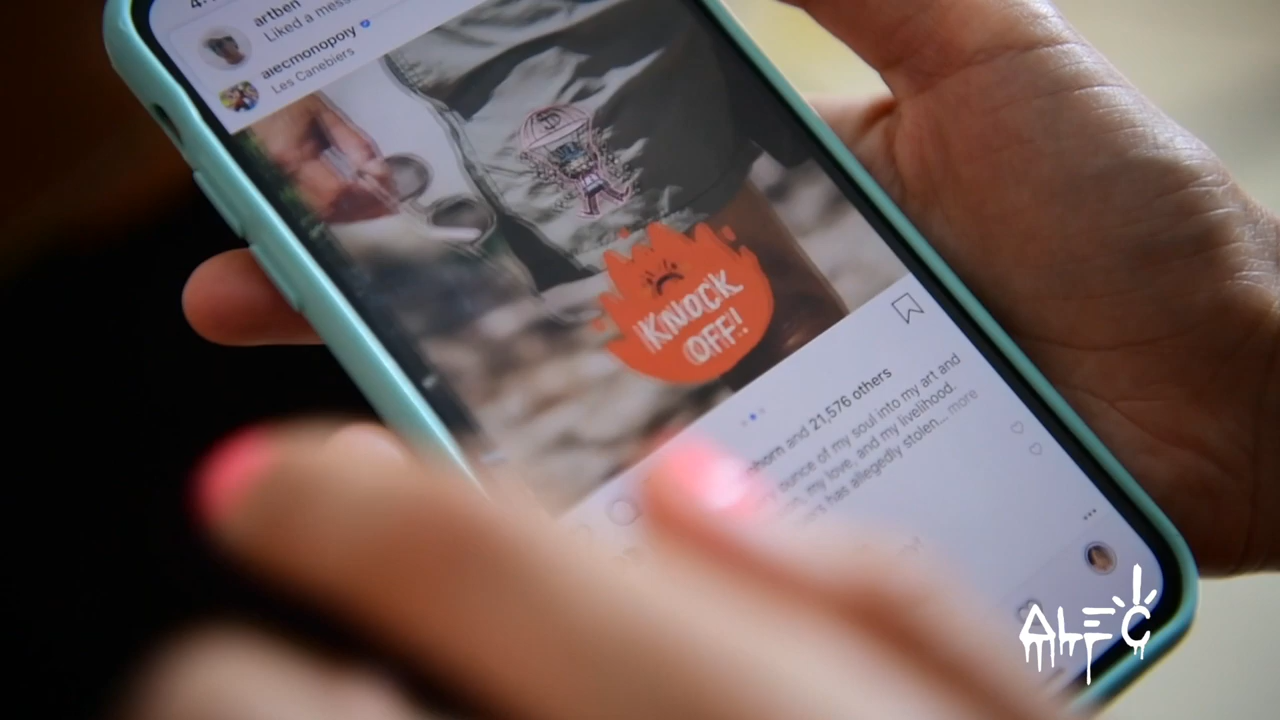 artben
Liked a mess
alecmonopoly
Les Canebiers
KNOCK
OFF!
horn and 21,576 others
ounce of my soul into my art and
my love, and my livelihood.
has allegedly stolen... more
ALEC